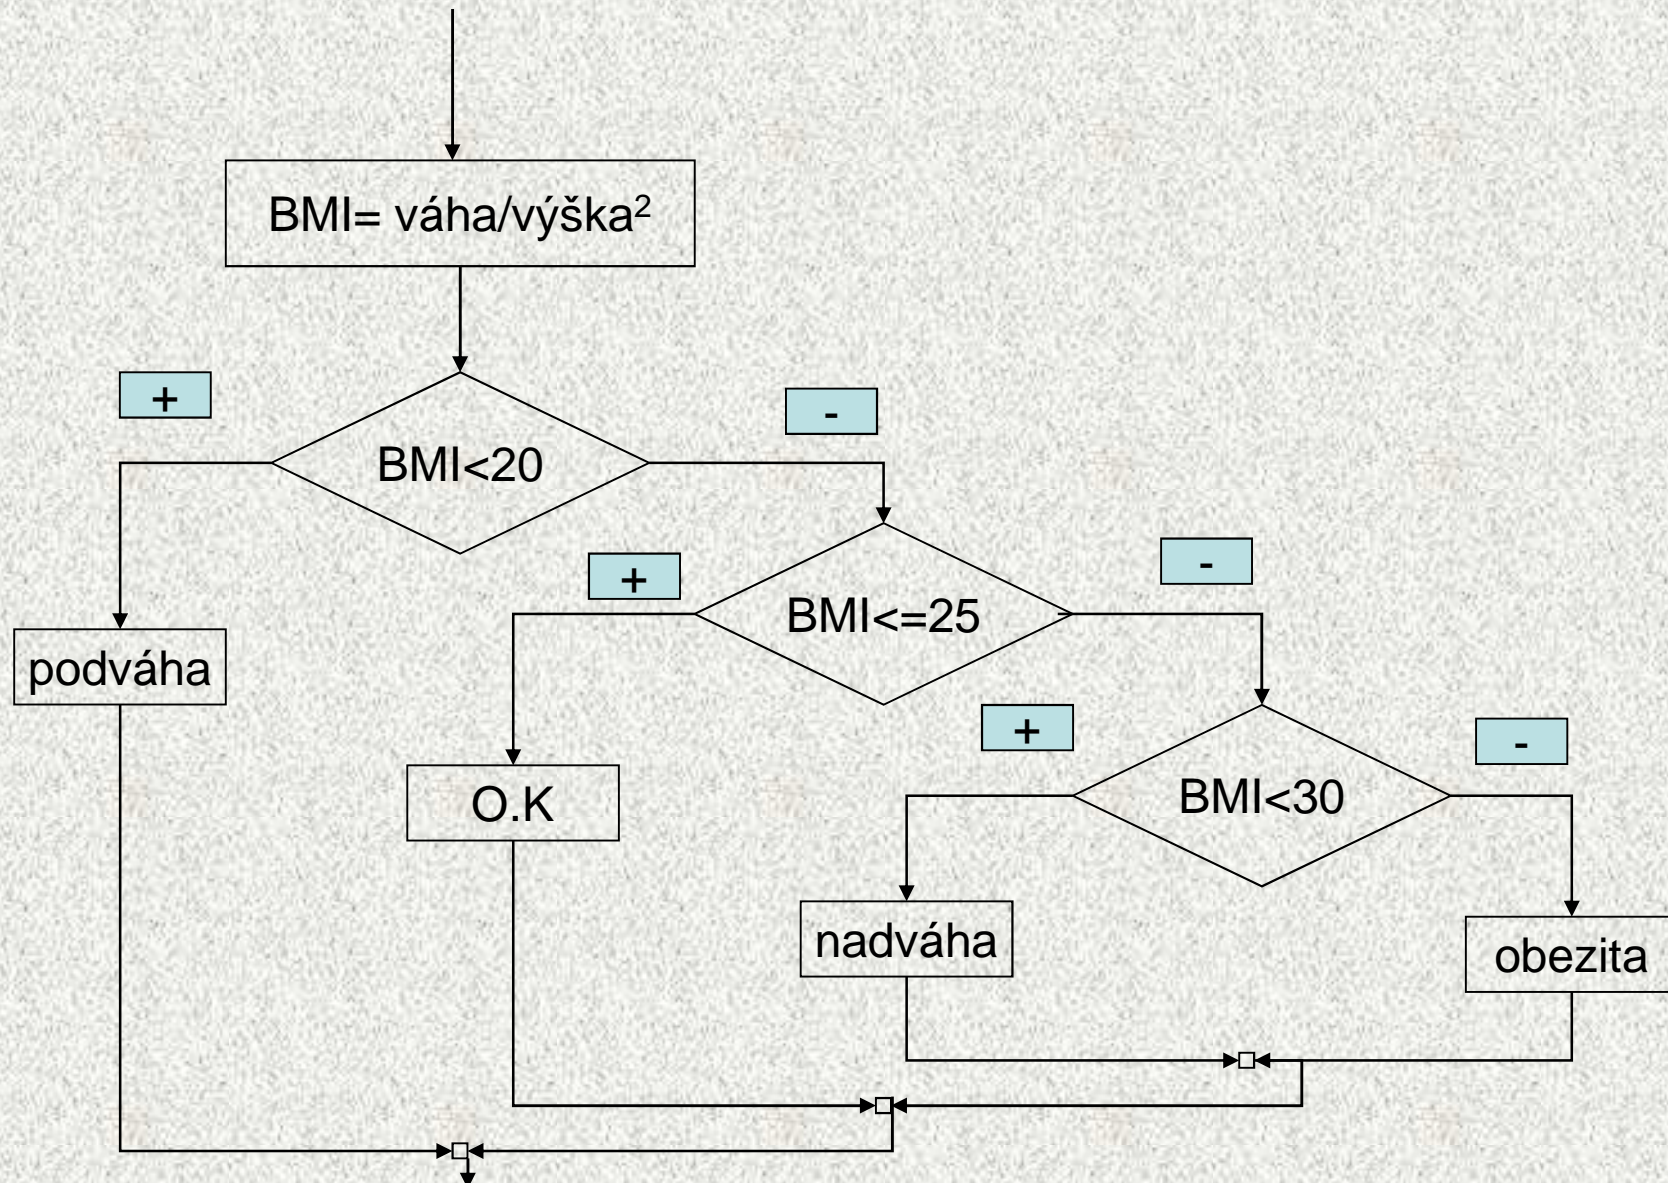 BMI= váha/výška²
+
-
BMI<20
+
-
BMI<=25
podváha
+
-
O.K
BMI<30
nadváha
obezita